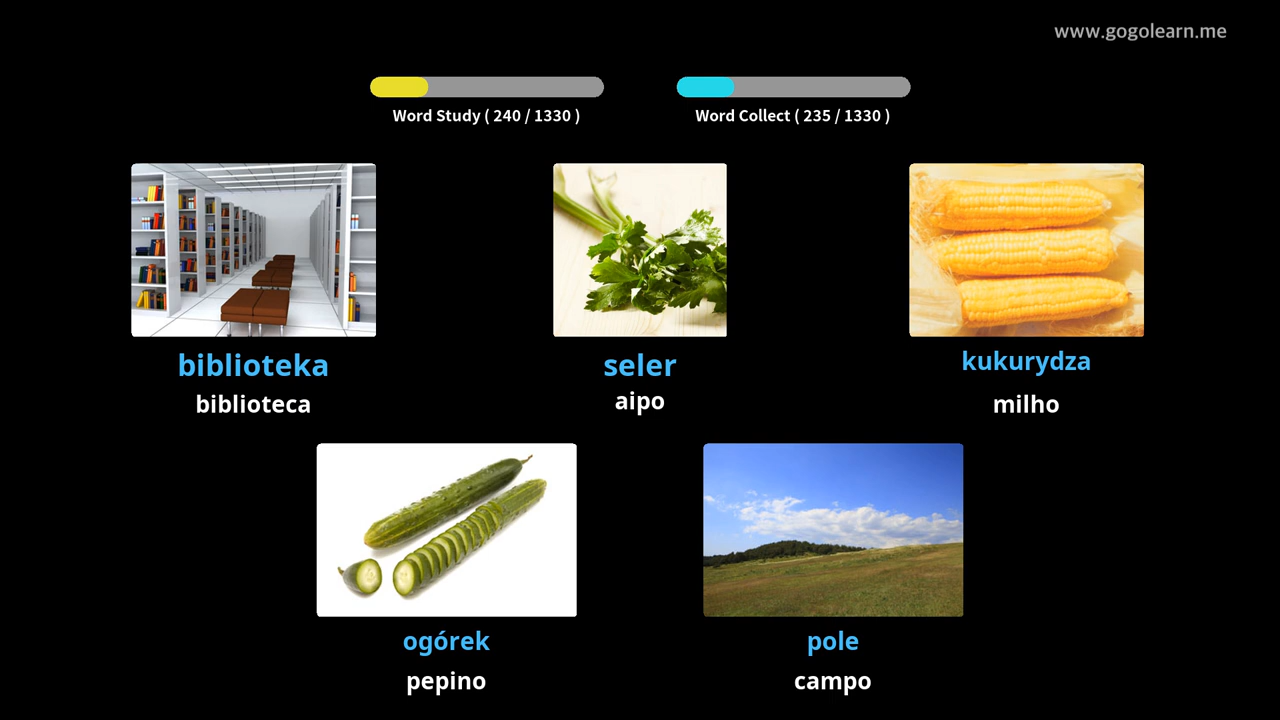 www.gogolearn.me
Word Study ( 240 / 1330 )
Word Collect ( 235 / 1330 )
biblioteka
biblioteca
seler
aipo
kukurydza
milho
ogórek
pepino
pole
campo